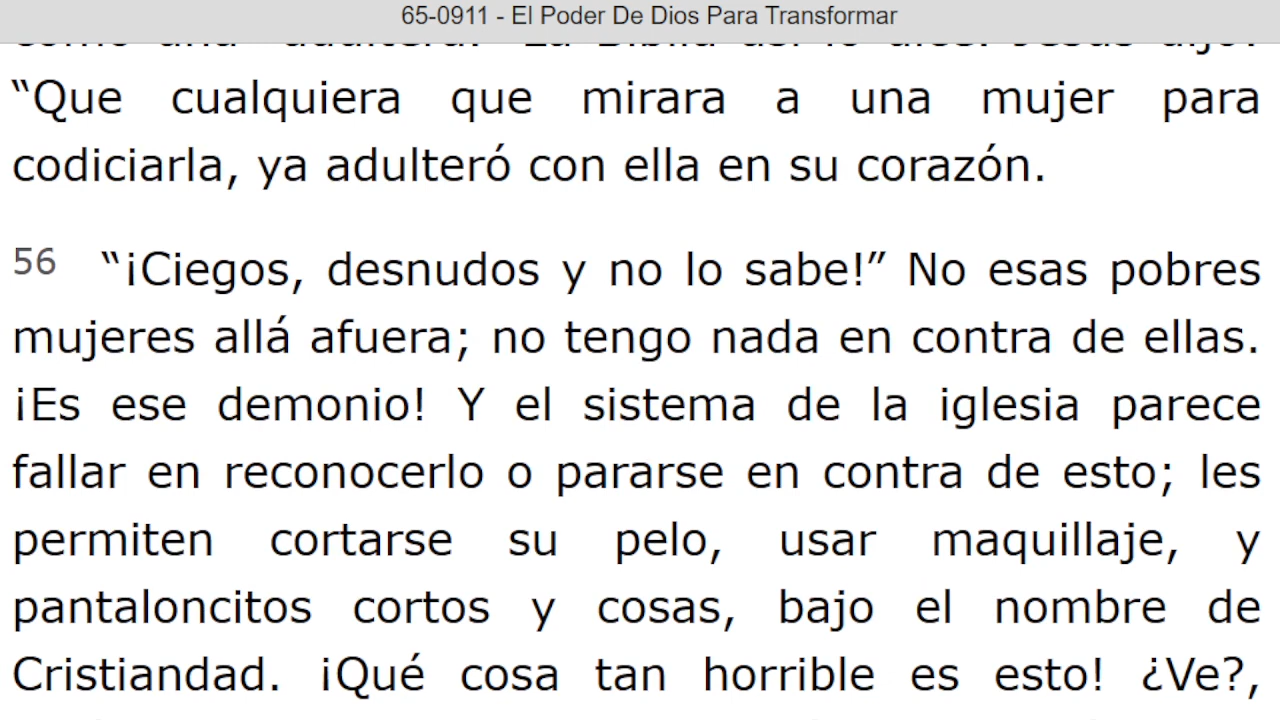 65-0911 - El Poder De Dios Para Transformar
“Que cualquiera que mirara a una mujer para
codiciarla, ya adulteró con ella en su corazón.
56 “¡Ciegos, desnudos y no lo sabe!” No esas pobres
mujeres allá afuera; no tengo nada en contra de ellas.
¡Es ese demonio! Y el sistema de la iglesia parece
fallar en reconocerlo o pararse en contra de esto; les
permiten cortarse su pelo, usar maquillaje, y
pantaloncitos cortos y cosas, bajo el nombre de
Cristiandad. ¡Qué cosa tan horrible es esto! ¿Ve?,